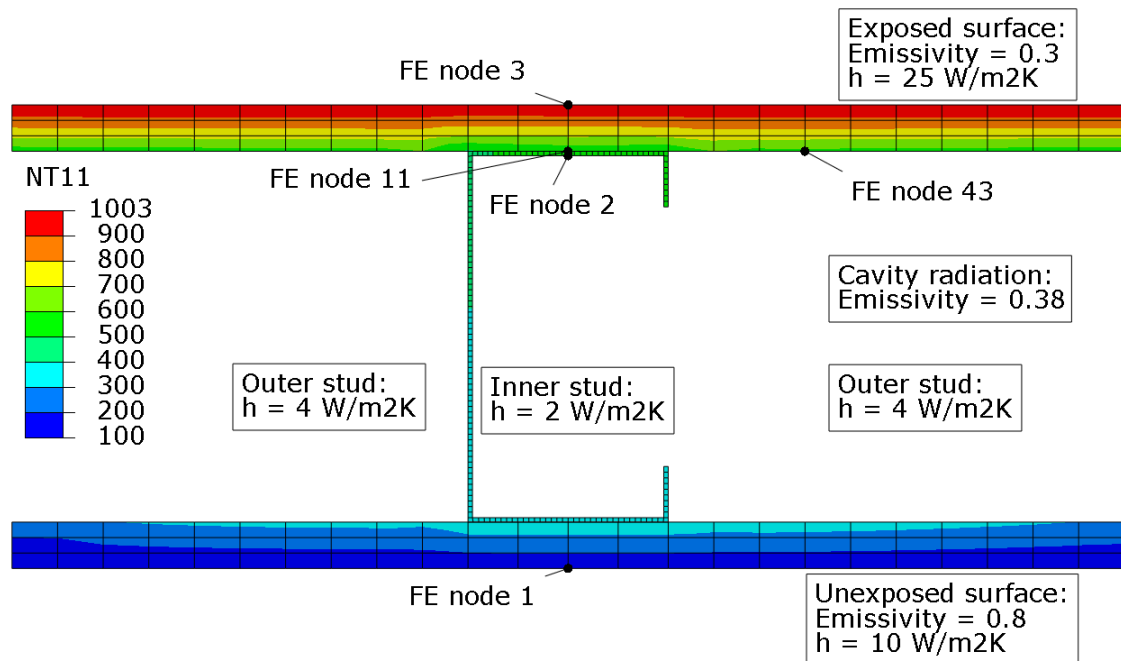 Exposed surface:
Emissivity = 0.3
h = 25 W/m2K
FE node 3
FE node 11
FE node 2
FE node 43
NT11
1003
900
800
700
600
500
400
300
200
100
Cavity radiation:
Emissivity = 0.38
Outer stud:
h = 4 W/m2K
Inner stud:
h = 2 W/m2K
Outer stud:
h = 4 W/m2K
FE node 1
Unexposed surface:
Emissivity = 0.8
h = 10 W/m2K